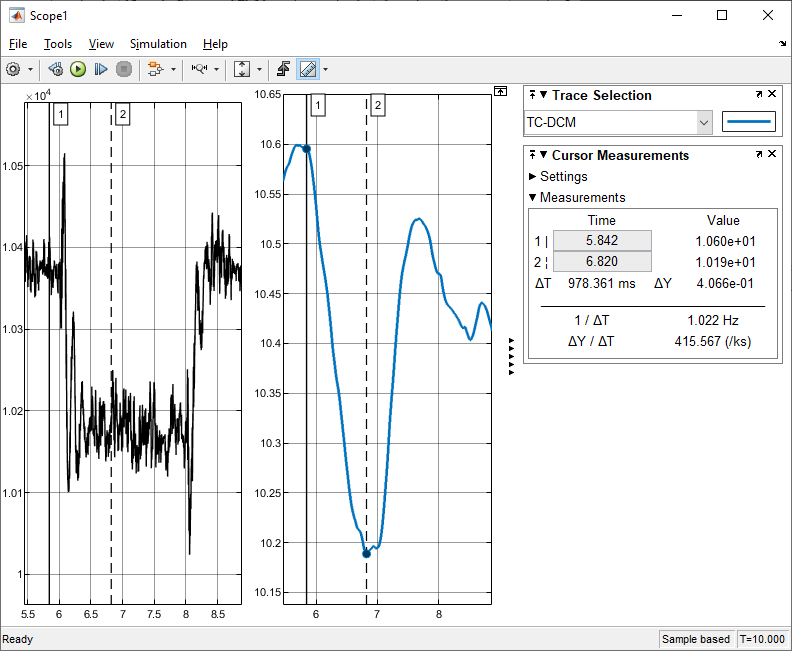 Scope1
File Tools View Simulation Help
×10⁴
1 2
1.05
1.04
1.03
1.02
1.01
1
5.5 6 6.5 7 7.5 8 8.5
10.65
1 2
10.6
10.55
10.5
10.45
10.4
10.35
10.3
10.25
10.2
10.15
6 7 8
Trace Selection
TC-DCM
Cursor Measurements
Settings
Measurements
Time Value
1 | 5.842 1.060e+01
2 ¦ 6.820 1.019e+01
ΔT 978.361 ms ΔY 4.066e-01
1 / ΔT 1.022 Hz
ΔY / ΔT 415.567 (/ks)
Ready Sample based T=10.000